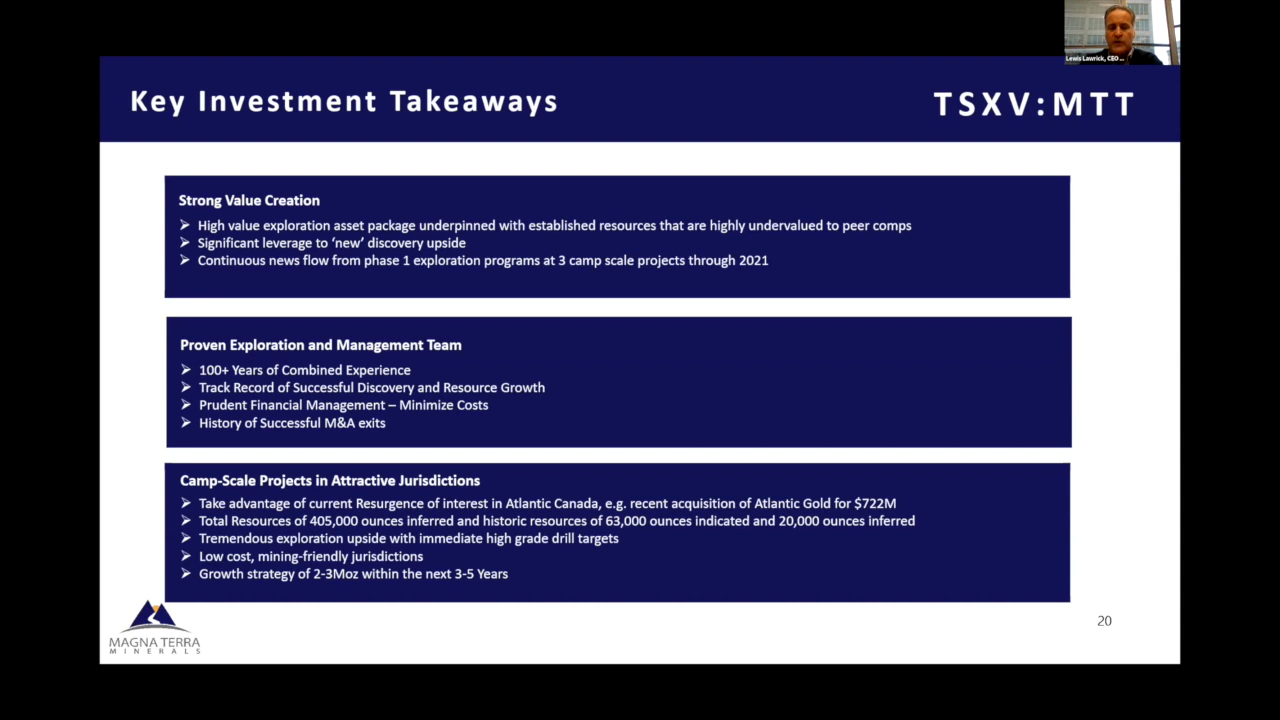 Lewis Lawrick, CEO ...
Key Investment Takeaways
TSXV:MTT
Strong Value Creation
➢ High value exploration asset package underpinned with established resources that are highly undervalued to peer comps
➢ Significant leverage to ‘new’ discovery upside
➢ Continuous news flow from phase 1 exploration programs at 3 camp scale projects through 2021
Proven Exploration and Management Team
➢ 100+ Years of Combined Experience
➢ Track Record of Successful Discovery and Resource Growth
➢ Prudent Financial Management – Minimize Costs
➢ History of Successful M&A exits
Camp-Scale Projects in Attractive Jurisdictions
➢ Take advantage of current Resurgence of interest in Atlantic Canada, e.g. recent acquisition of Atlantic Gold for $722M
➢ Total Resources of 405,000 ounces inferred and historic resources of 63,000 ounces indicated and 20,000 ounces inferred
➢ Tremendous exploration upside with immediate high grade drill targets
➢ Low cost, mining-friendly jurisdictions
➢ Growth strategy of 2-3Moz within the next 3-5 Years
MAGNA TERRA
MINERALS
20